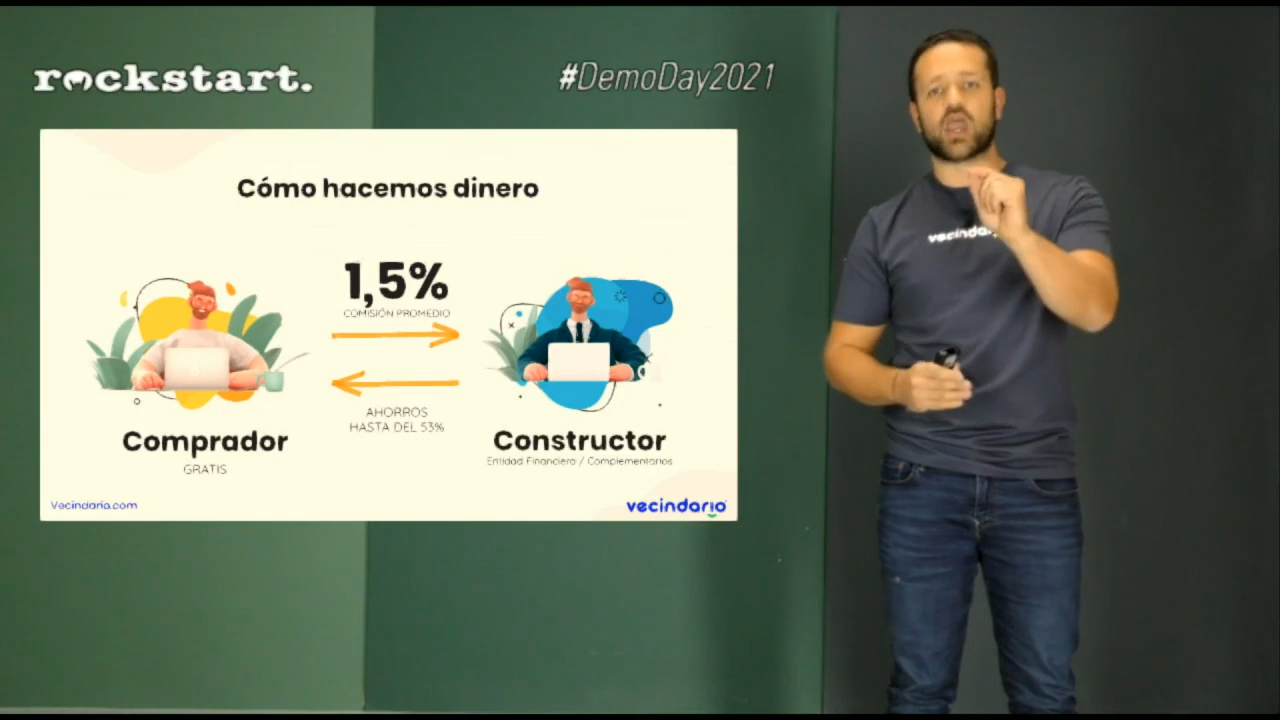 rockstart.
#DemoDay2021
Cómo hacemos dinero
1,5%
COMISIÓN PROMEDIO
AHORROS
HASTA DEL 53%
Comprador
GRATIS
Constructor
Entidad Financiera / Complementarios
Vecindario.com
vecindario
vecindario